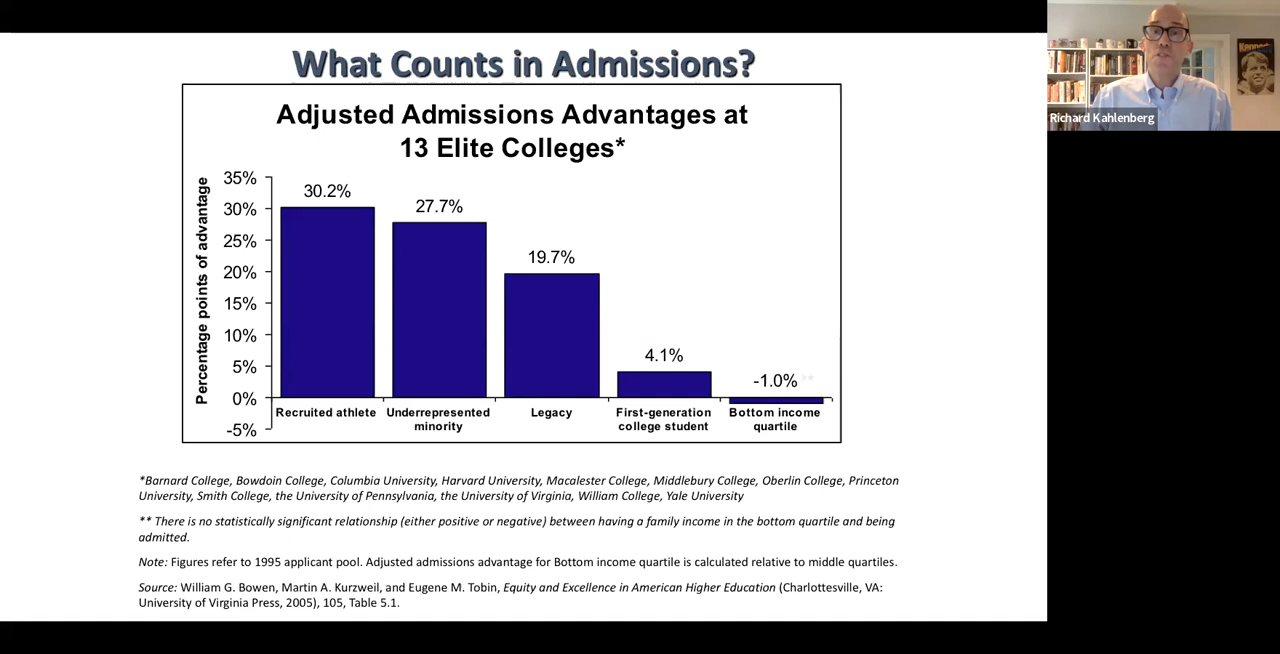 What Counts in Admissions?
Adjusted Admissions Advantages at
13 Elite Colleges*
Percentage points of advantage
35%
30%
25%
20%
15%
10%
5%
0%
-5%
30.2%
27.7%
19.7%
4.1%
-1.0% **
Recruited athlete
Underrepresented
minority
Legacy
First-generation
college student
Bottom income
quartile
*Barnard College, Bowdoin College, Columbia University, Harvard University, Macalester College, Middlebury College, Oberlin College, Princeton
University, Smith College, the University of Pennsylvania, the University of Virginia, William College, Yale University
** There is no statistically significant relationship (either positive or negative) between having a family income in the bottom quartile and being
admitted.
Note: Figures refer to 1995 applicant pool. Adjusted admissions advantage for Bottom income quartile is calculated relative to middle quartiles.
Source: William G. Bowen, Martin A. Kurzweil, and Eugene M. Tobin, Equity and Excellence in American Higher Education (Charlottesville, VA:
University of Virginia Press, 2005), 105, Table 5.1.
Richard Kahlenberg